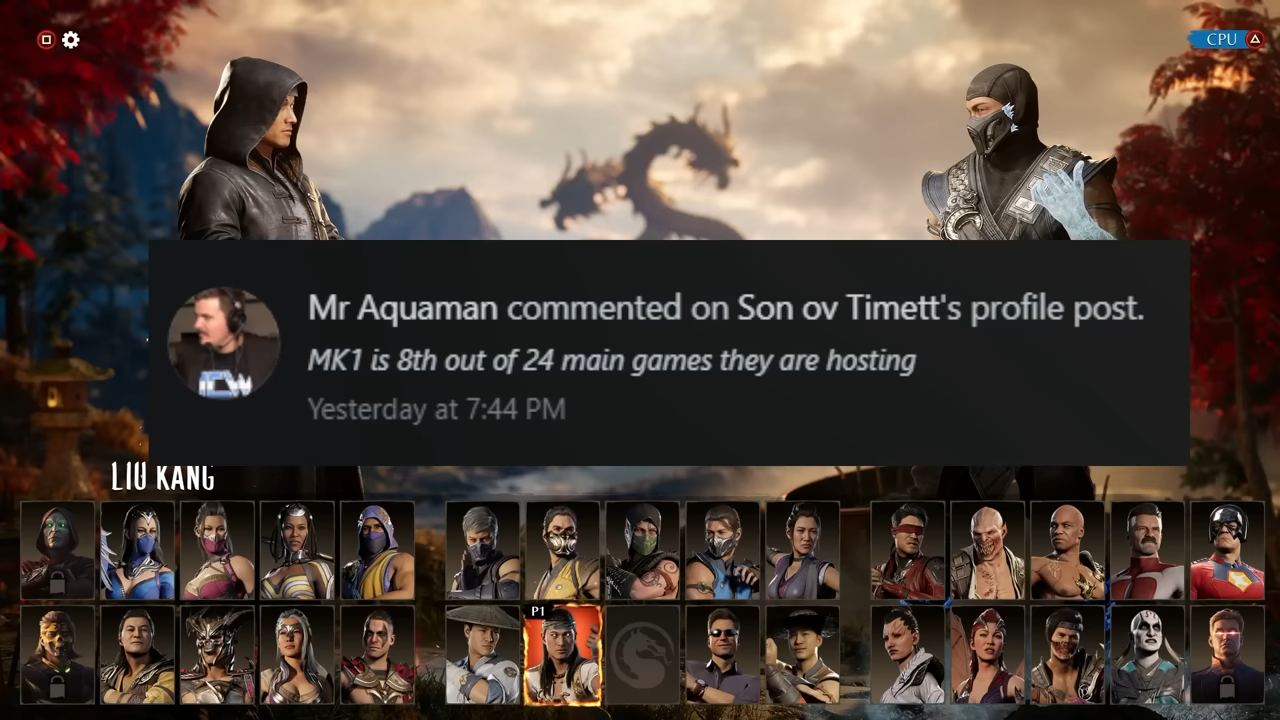 CPU
Mr Aquaman commented on Son ov Timett's profile post.
MK1 is 8th out of 24 main games they are hosting
Yesterday at 7:44 PM
LIU KANG
P1